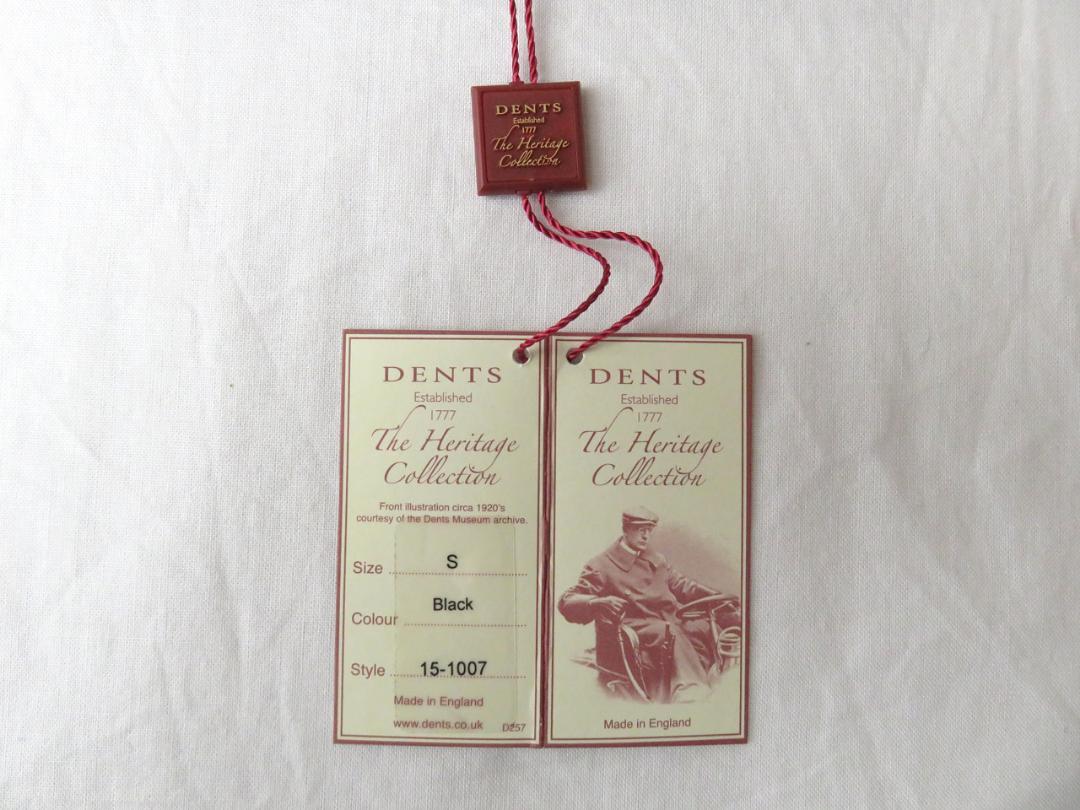 DENTS
Established
1777
The Heritage
Collection
DENTS
Established
1777
The Heritage
Collection
Front illustration circa 1920's
courtesy of the Dents Museum archive.
Size S
Colour Black
Style 15-1007
Made in England
www.dents.co.uk D257
DENTS
Established
1777
The Heritage
Collection
Made in England